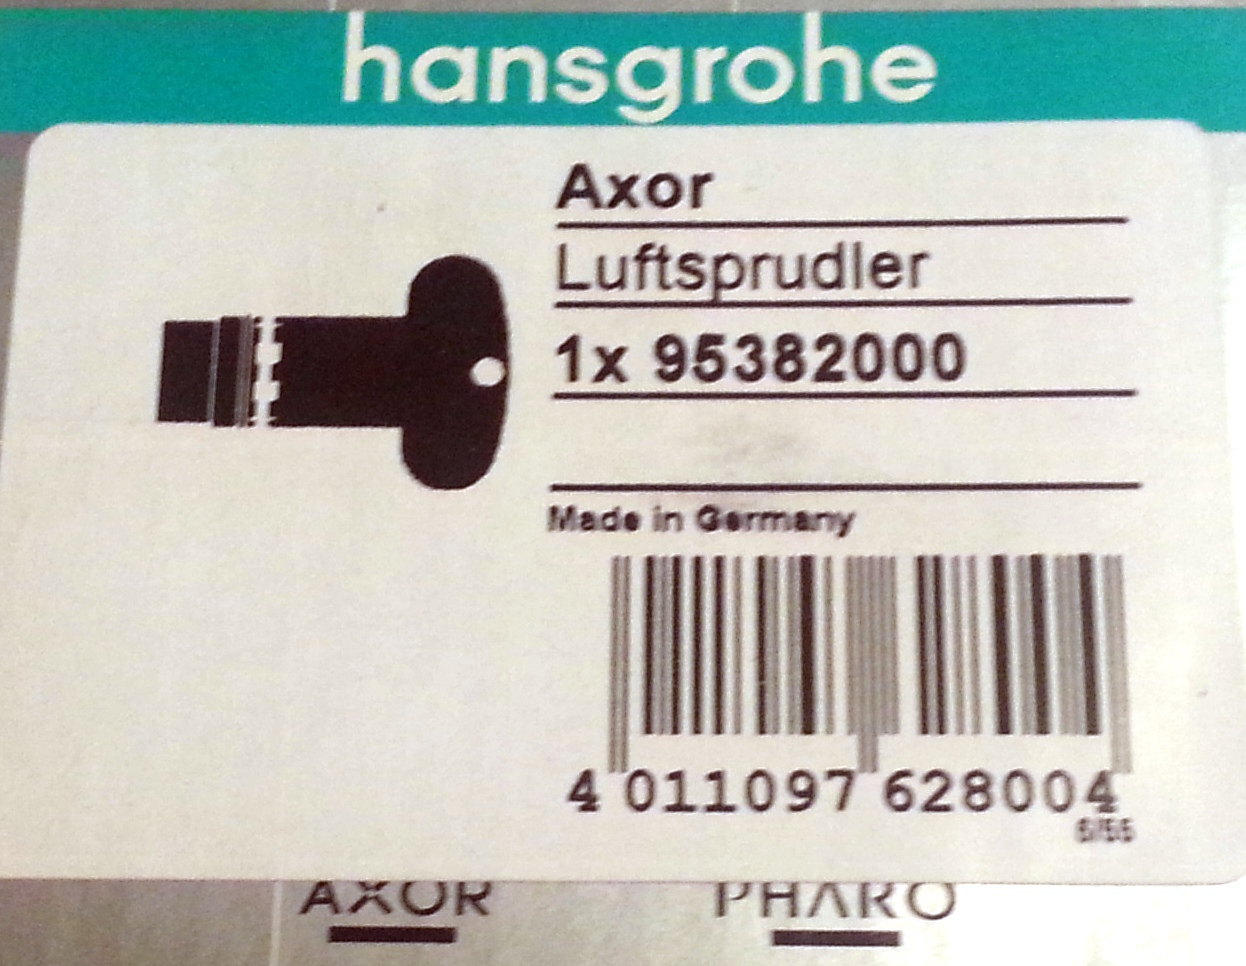 hansgrohe
Axor
Luftsprudler
1x 95382000
Made in Germany
4 011097 628004
AXOR
PHARO